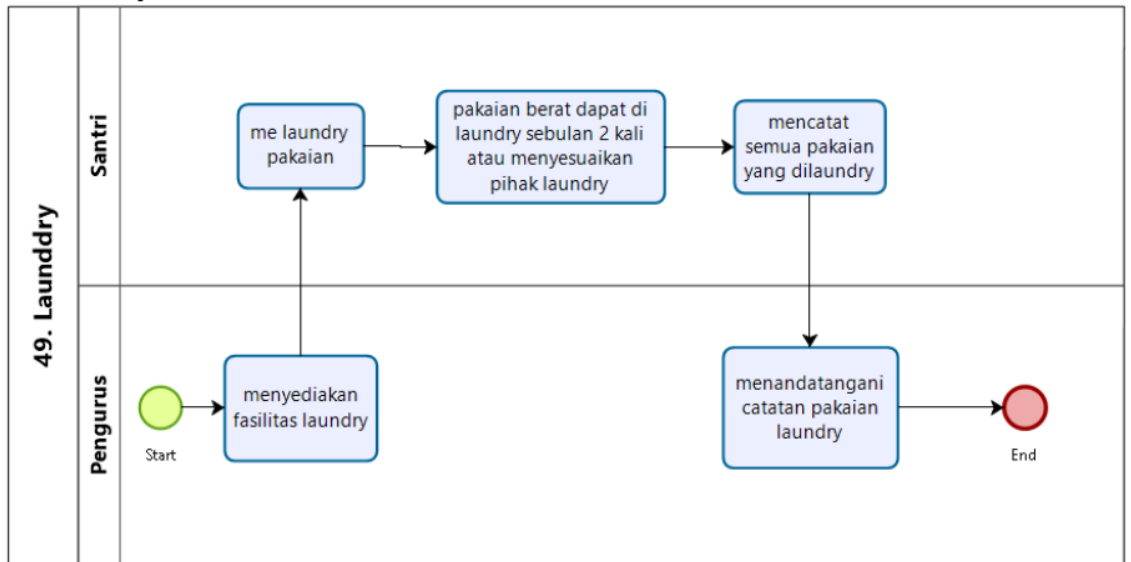 49. Launddry
Santri
me laundry
pakaian
pakaian berat dapat di
laundry sebulan 2 kali
atau menyesuaikan
pihak laundry
mencatat
semua pakaian
yang dilaundry
Pengurus
Start
menyediakan
fasilitas laundry
menandatangani
catatan pakaian
laundry
End